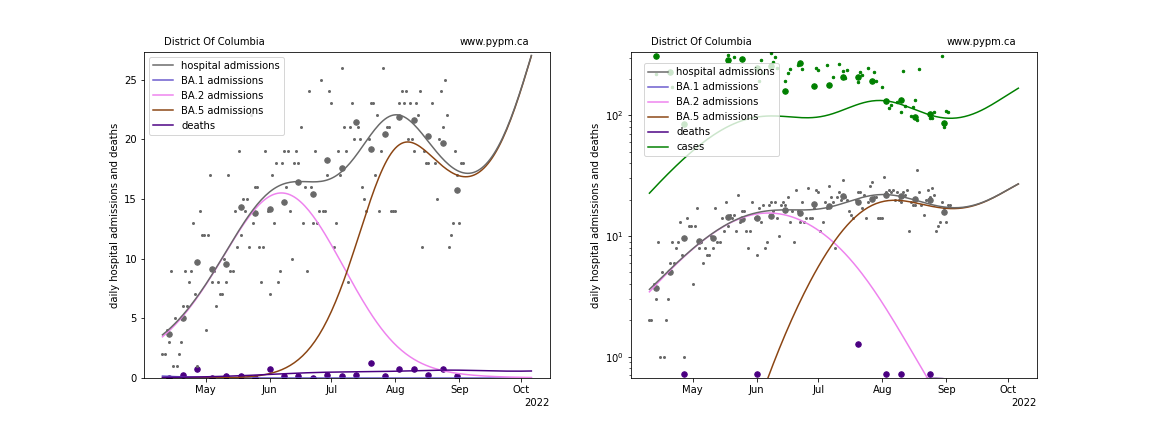 District Of Columbia
www.pypm.ca
hospital admissions
BA.1 admissions
BA.2 admissions
BA.5 admissions
deaths
daily hospital admissions and deaths
25
20
15
10
5
0
May
Jun
Jul
Aug
Sep
Oct
2022
District Of Columbia
www.pypm.ca
hospital admissions
BA.1 admissions
BA.2 admissions
BA.5 admissions
deaths
cases
daily hospital admissions and deaths
10²
10¹
10⁰
May
Jun
Jul
Aug
Sep
Oct
2022